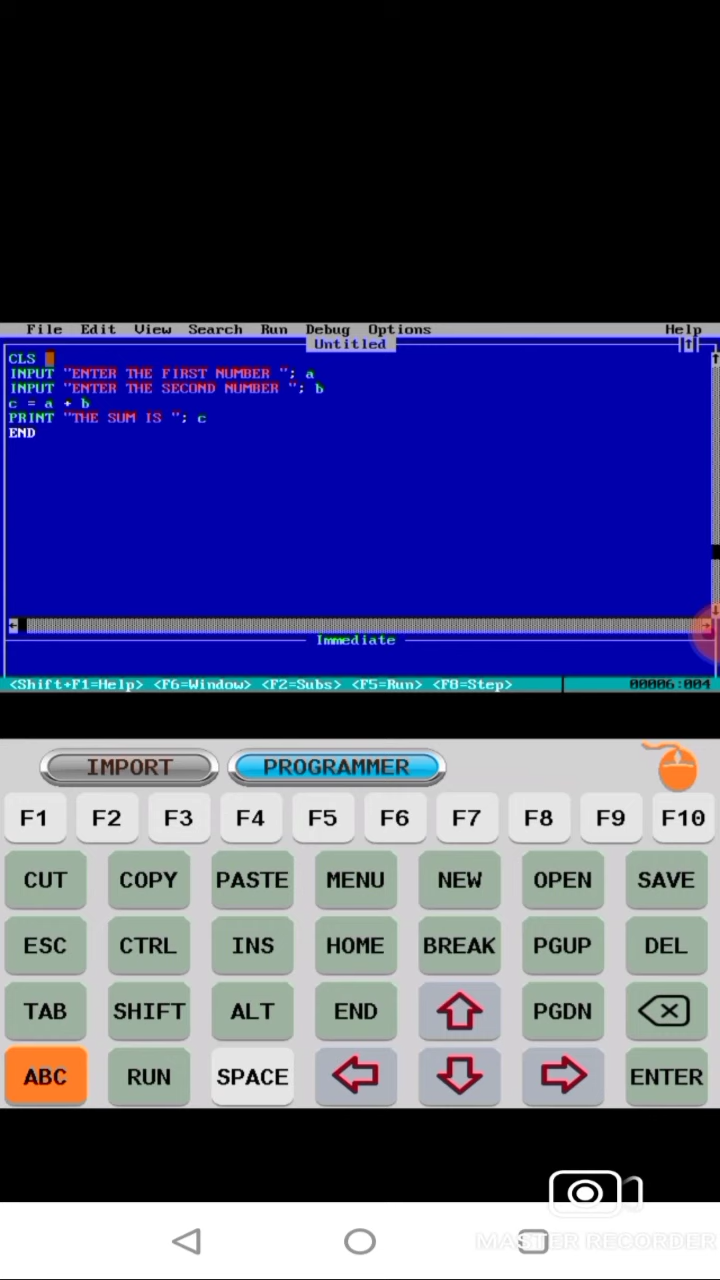 File Edit View Search Run Debug Options Help
Untitled
CLS
INPUT "ENTER THE FIRST NUMBER "; a
INPUT "ENTER THE SECOND NUMBER "; b
c = a + b
PRINT "THE SUM IS "; c
END
Immediate
<Shift+F1=Help> <F6=Window> <F2=Subs> <F5=Run> <F8=Step> 00006:004
IMPORT PROGRAMMER
F1 F2 F3 F4 F5 F6 F7 F8 F9 F10
CUT COPY PASTE MENU NEW OPEN SAVE
ESC CTRL INS HOME BREAK PGUP DEL
TAB SHIFT ALT END PGDN
ABC RUN SPACE ENTER
MASTER RECORDER